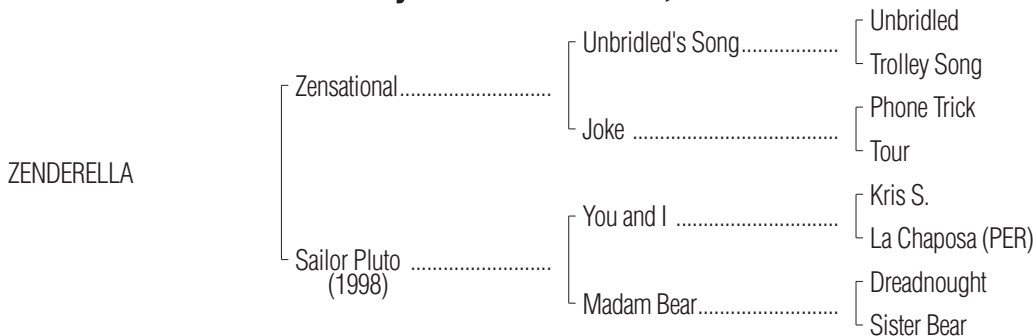 Unbridled
Unbridled's Song..................
Trolley Song
Zensational............................
Phone Trick
Joke ......................................
Tour
ZENDERELLA
Kris S.
You and I ..............................
La Chaposa (PER)
Sailor Pluto ..........................
(1998)
Dreadnought
Madam Bear..........................
Sister Bear